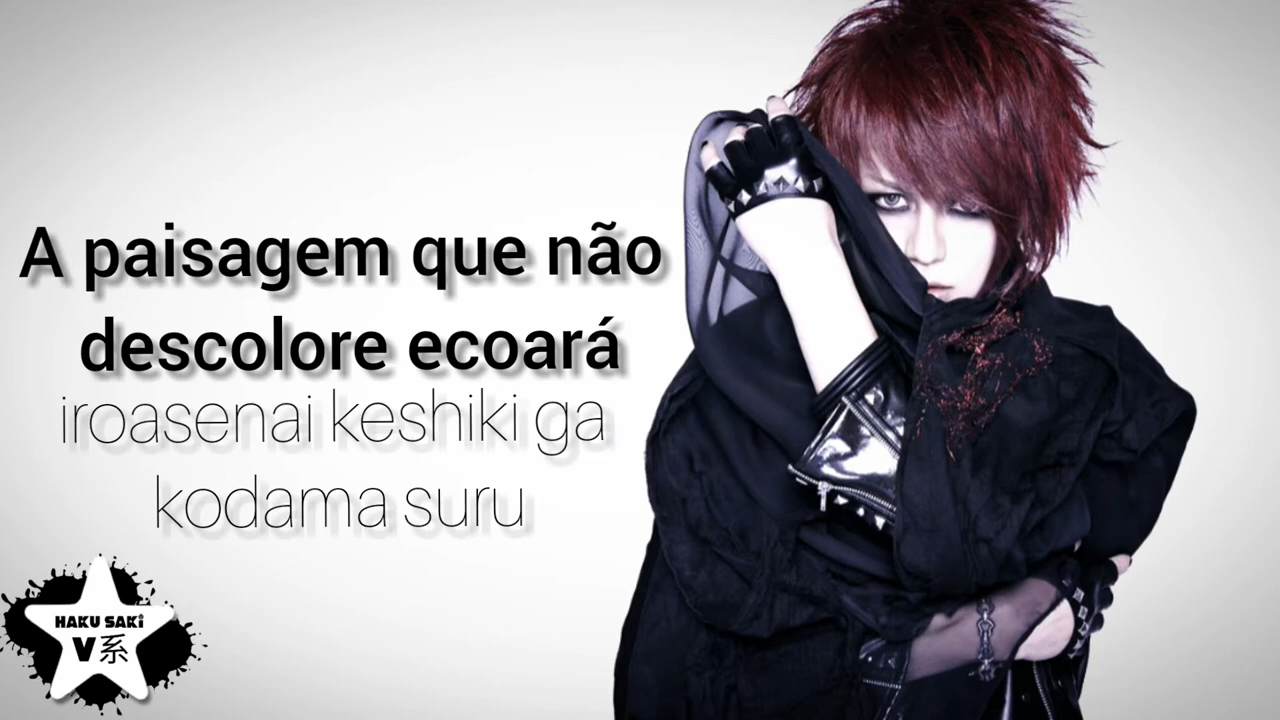 A paisagem que não
descolore ecoará
iroasenai keshiki ga
kodama suru
HAKU SAKi
V系